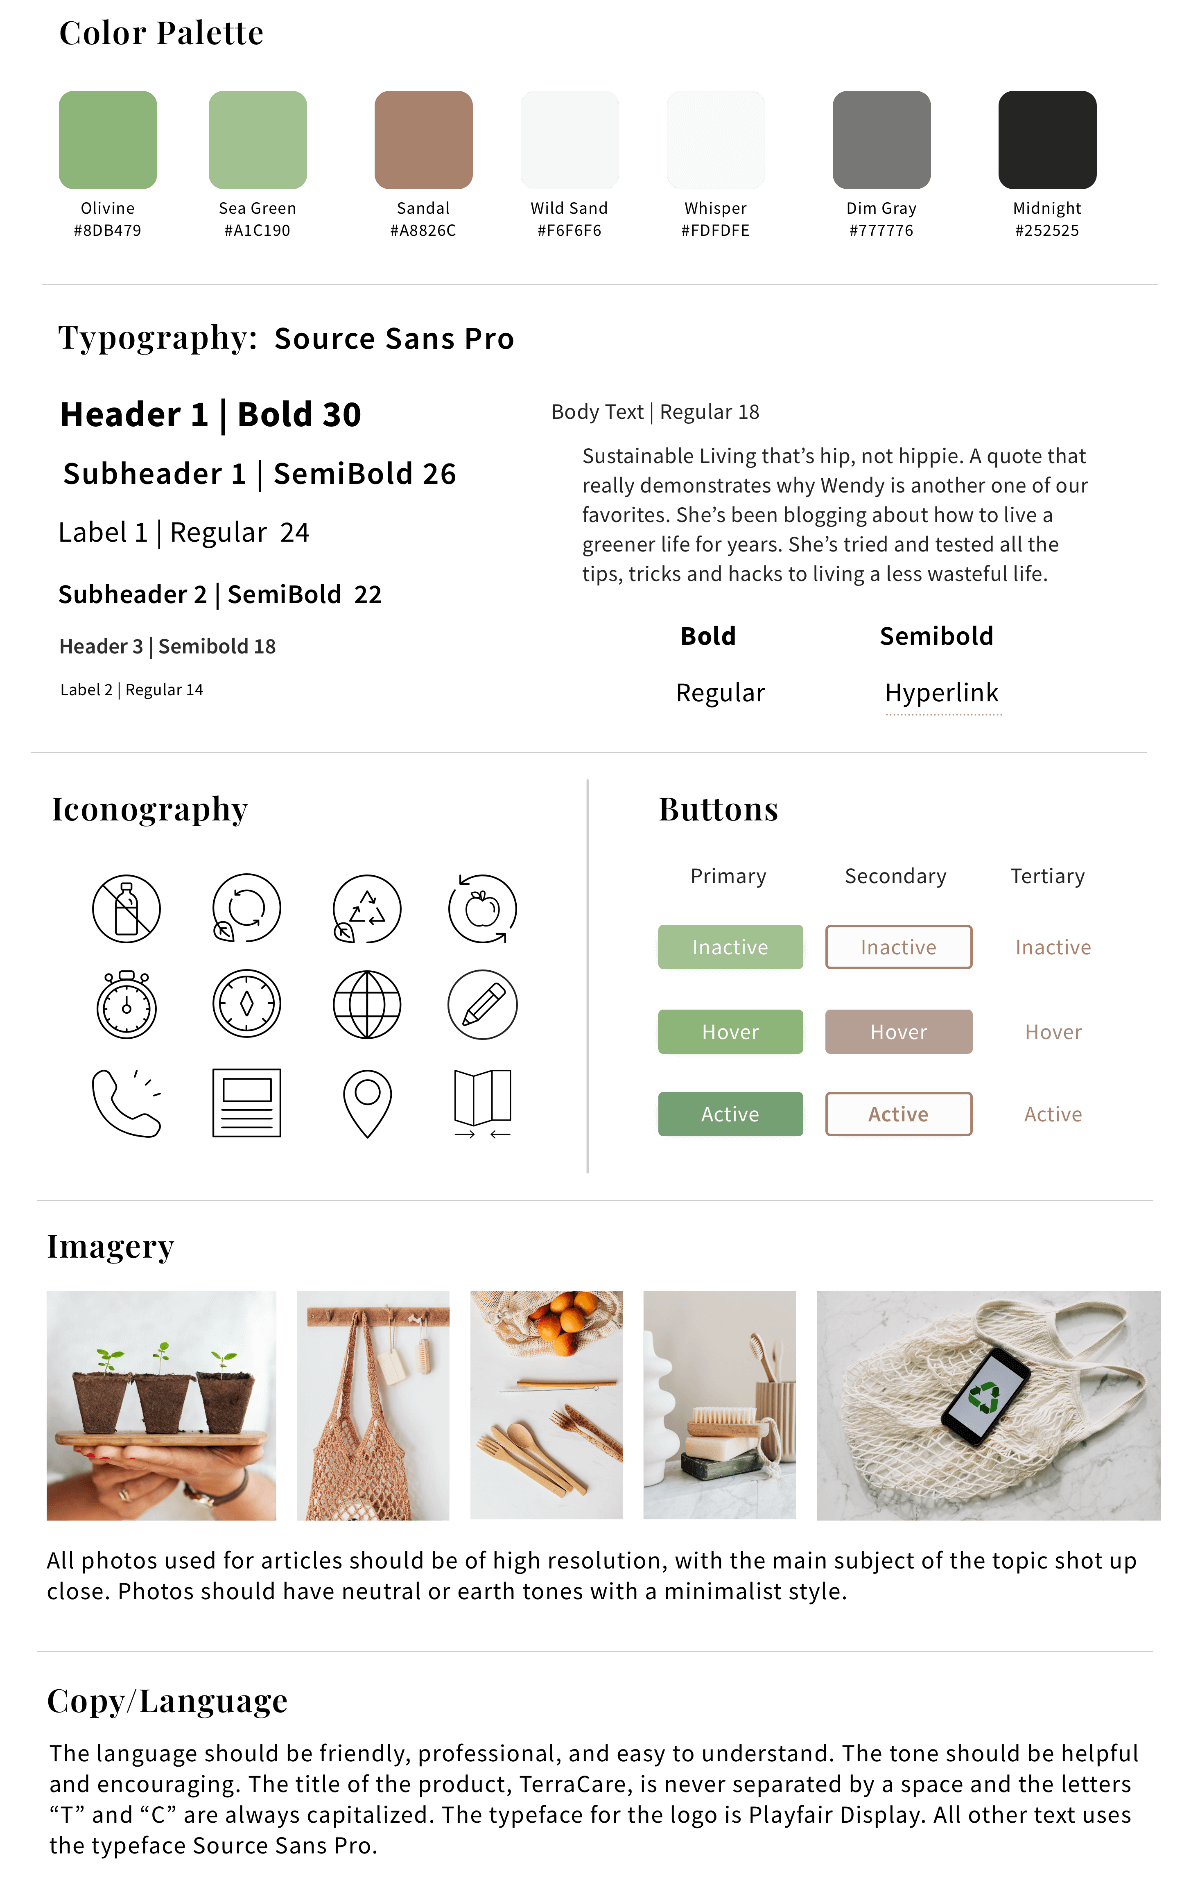 Color Palette
Olivine
#8DB479
Sea Green
#A1C190
Sandal
#A8826C
Wild Sand
#F6F6F6
Whisper
#FDFDFE
Dim Gray
#777776
Midnight
#252525
Typography: Source Sans Pro
Header 1 | Bold 30
Subheader 1 | SemiBold 26
Label 1 | Regular 24
Subheader 2 | SemiBold 22
Header 3 | Semibold 18
Label 2 | Regular 14
Body Text | Regular 18
Sustainable Living that’s hip, not hippie. A quote that
really demonstrates why Wendy is another one of our
favorites. She’s been blogging about how to live a
greener life for years. She’s tried and tested all the
tips, tricks and hacks to living a less wasteful life.
Bold
Semibold
Regular
Hyperlink
Iconography
Buttons
Primary
Secondary
Tertiary
Inactive
Inactive
Inactive
Hover
Hover
Hover
Active
Active
Active
Imagery
All photos used for articles should be of high resolution, with the main subject of the topic shot up
close. Photos should have neutral or earth tones with a minimalist style.
Copy/Language
The language should be friendly, professional, and easy to understand. The tone should be helpful
and encouraging. The title of the product, TerraCare, is never separated by a space and the letters
“T” and “C” are always capitalized. The typeface for the logo is Playfair Display. All other text uses
the typeface Source Sans Pro.